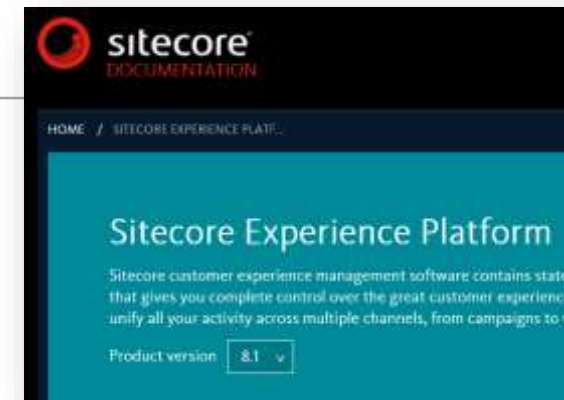 sitecore
DOCUMENTATION
HOME / SITECORE EXPERIENCE PLATF...
Sitecore Experience Platform
Sitecore customer experience management software contains state
that gives you complete control over the great customer experienc
unify all your activity across multiple channels, from campaigns to
Product version 8.1